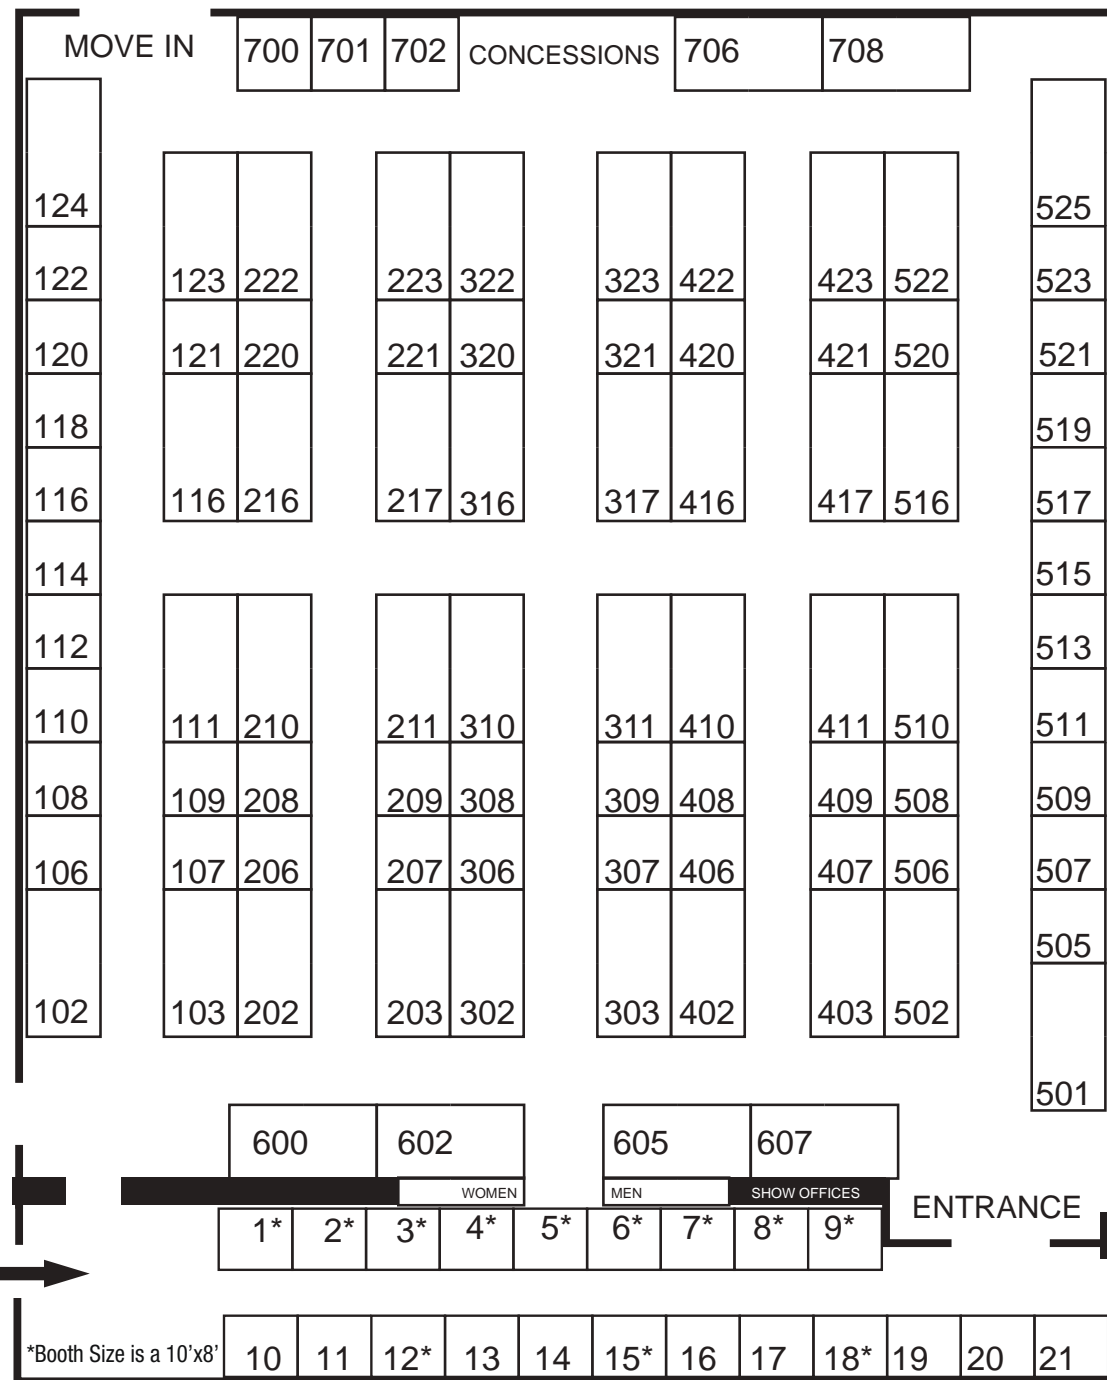 MOVE IN 700 701 702 CONCESSIONS 706 708
124 525
122 123 222 223 322 323 422 423 522 523
120 121 220 221 320 321 420 421 520 521
118 519
116 116 216 217 316 317 416 417 516 517
114 515
112 513
110 111 210 211 310 311 410 411 510 511
108 109 208 209 308 309 408 409 508 509
106 107 206 207 306 307 406 407 506 507
505
102 103 202 203 302 303 402 403 502
501
600 602 605 607
WOMEN MEN SHOW OFFICES
ENTRANCE
1* 2* 3* 4* 5* 6* 7* 8* 9*
*Booth Size is a 10’x8’ 10 11 12* 13 14 15* 16 17 18* 19 20 21